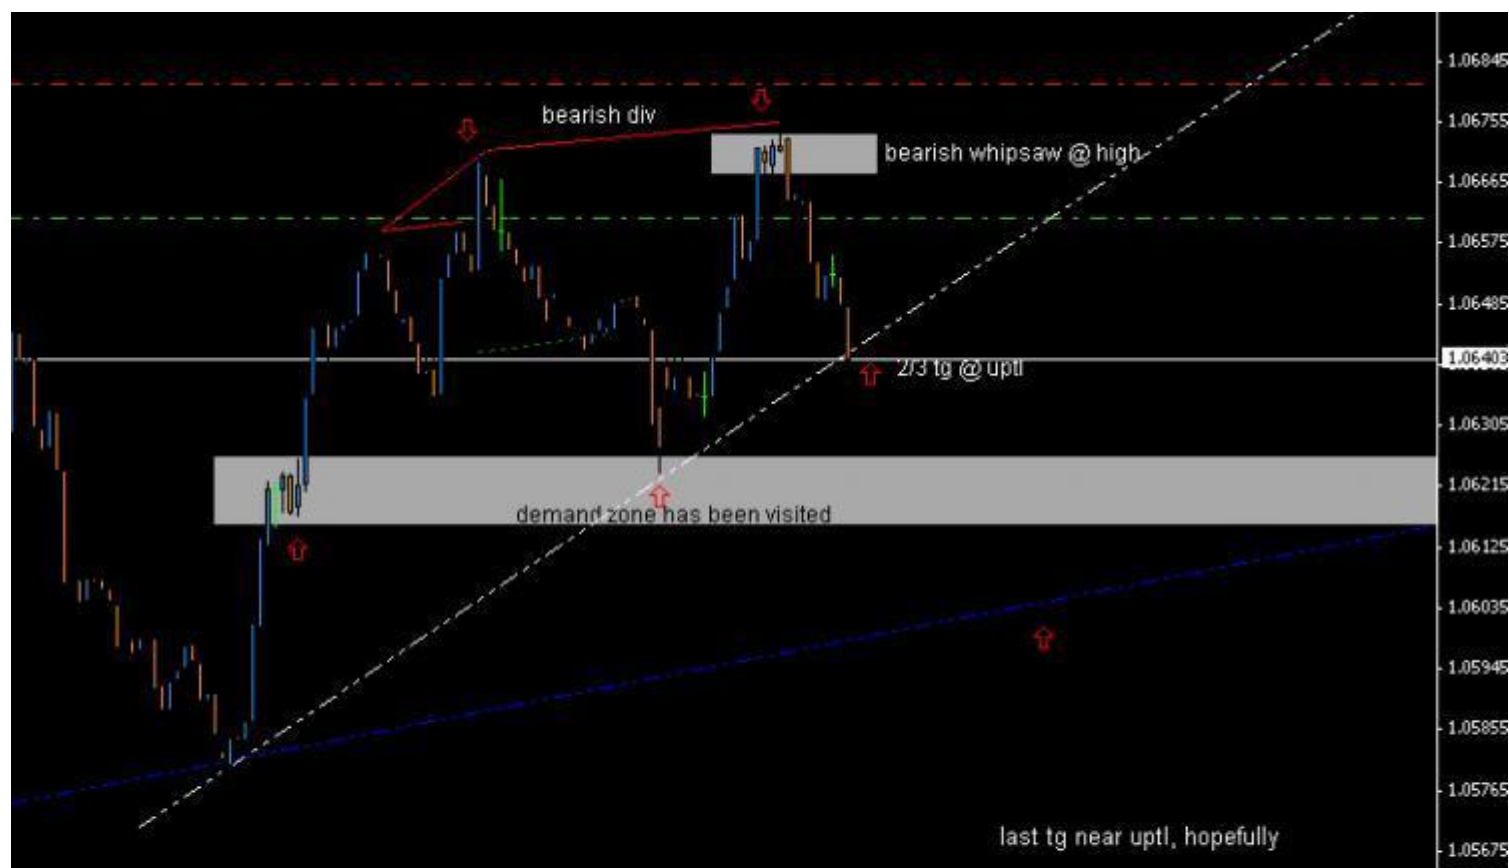 1.06845
bearish div
1.06755
bearish whipsaw @ high
1.06665
1.06575
1.06485
1.06403
2/3 tg @ uptl
1.06305
1.06215
demand zone has been visited
1.06125
1.06035
1.05945
1.05855
1.05765
last tg near uptl, hopefully
1.05675